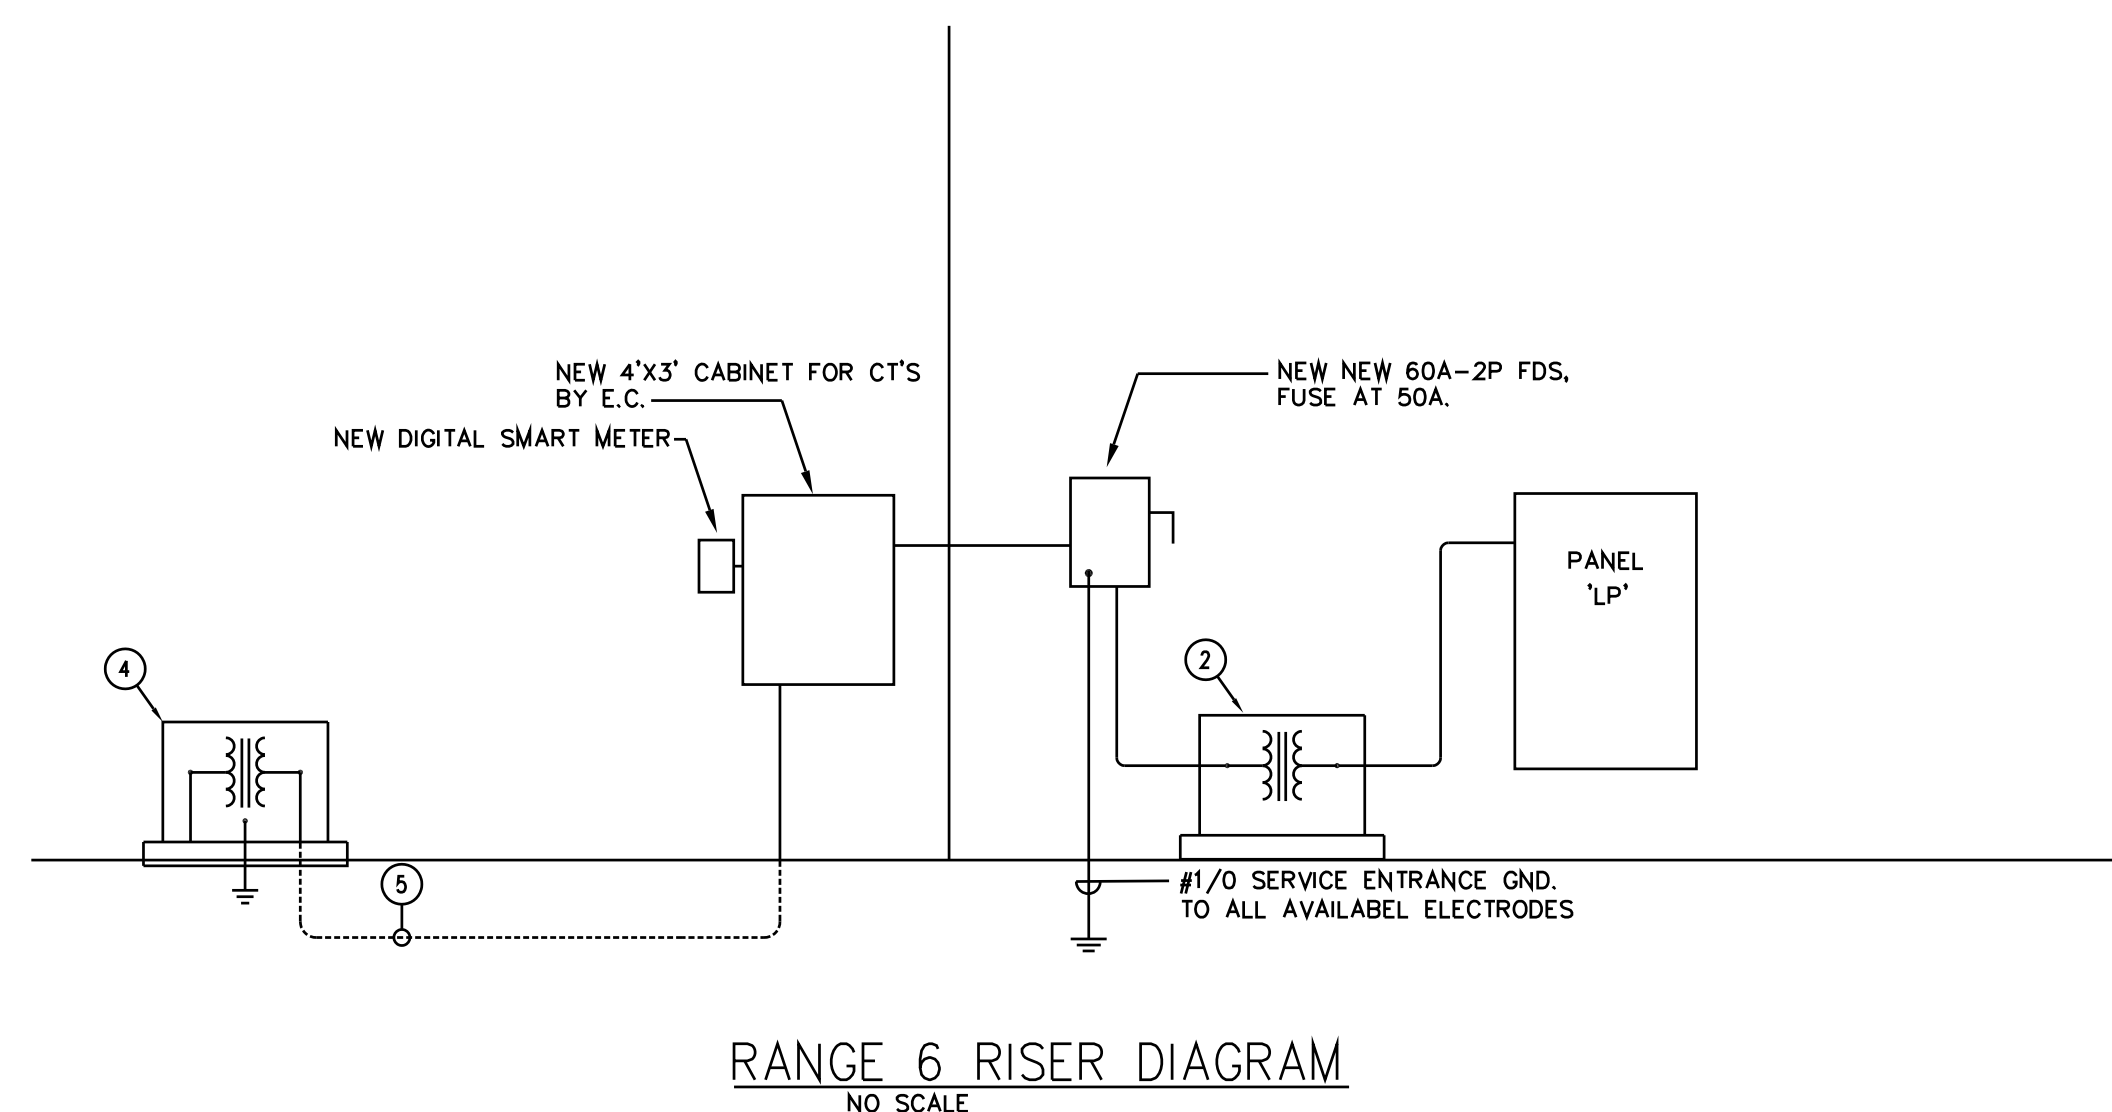 NEW 4'X3' CABINET FOR CT'S
BY E.C.
NEW DIGITAL SMART METER
NEW NEW 60A-2P FDS,
FUSE AT 50A.
PANEL
'LP'
4
2
5
#1/0 SERVICE ENTRANCE GND.
TO ALL AVAILABEL ELECTRODES
RANGE 6 RISER DIAGRAM
NO SCALE